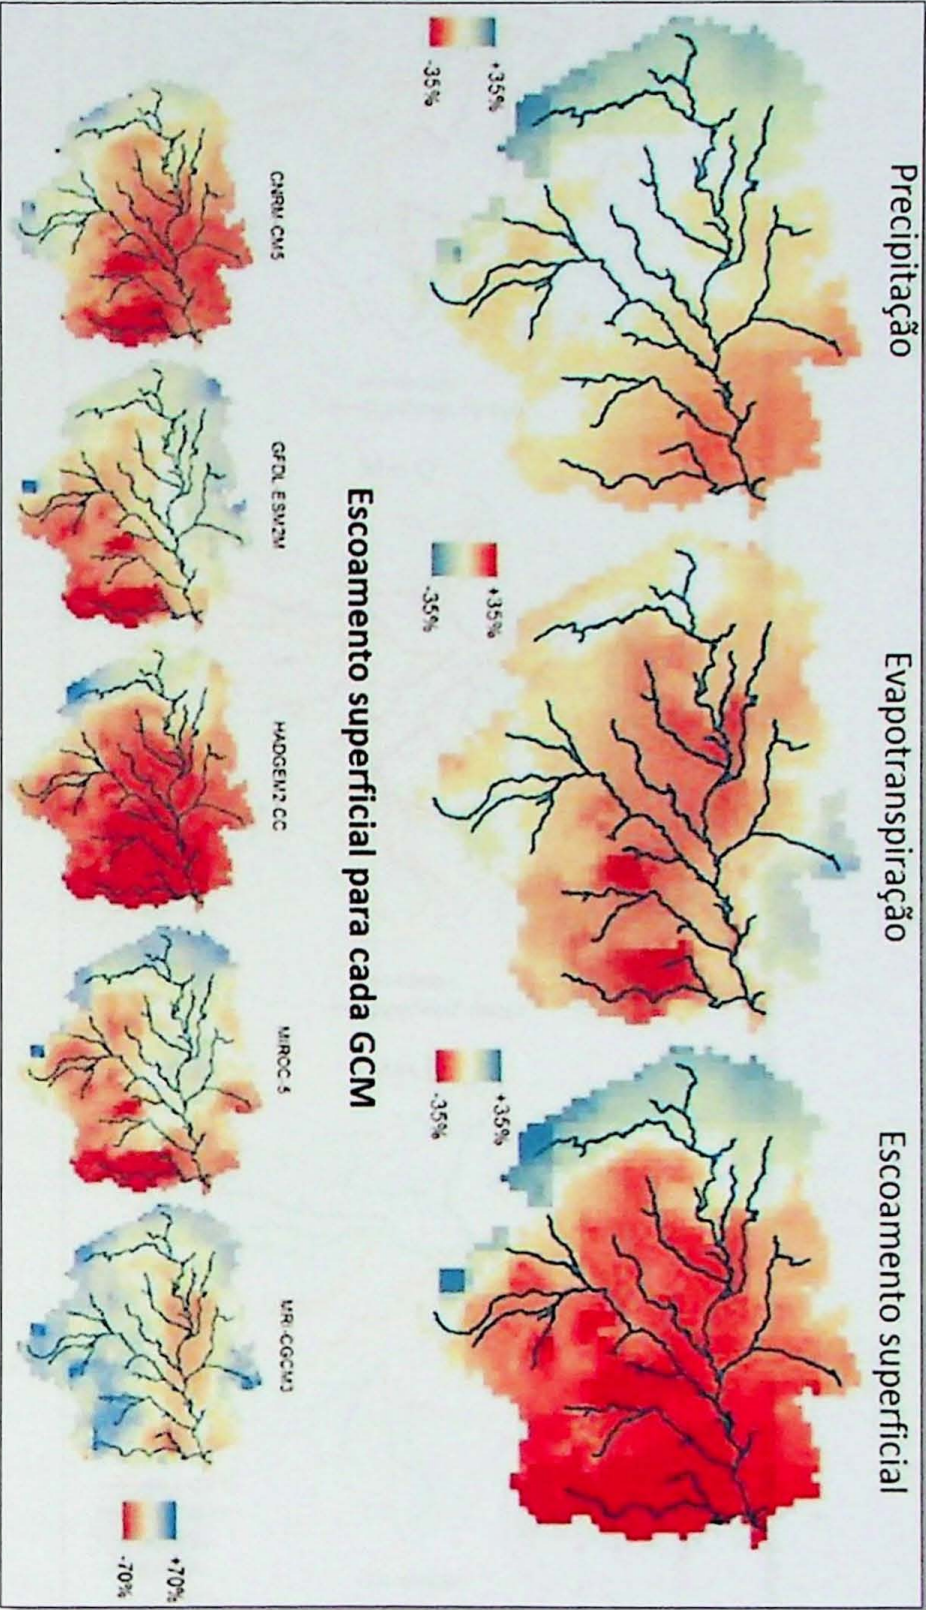 Precipitação
Evapotranspiração
Escoamento superficial
+35%
-35%
+35%
-35%
+35%
-35%
Escoamento superficial para cada GCM
CNRM-CM5
GFDL-ESM2M
HADGEM2-CC
MIROC-5
MRI-CGCM3
+70%
-70%